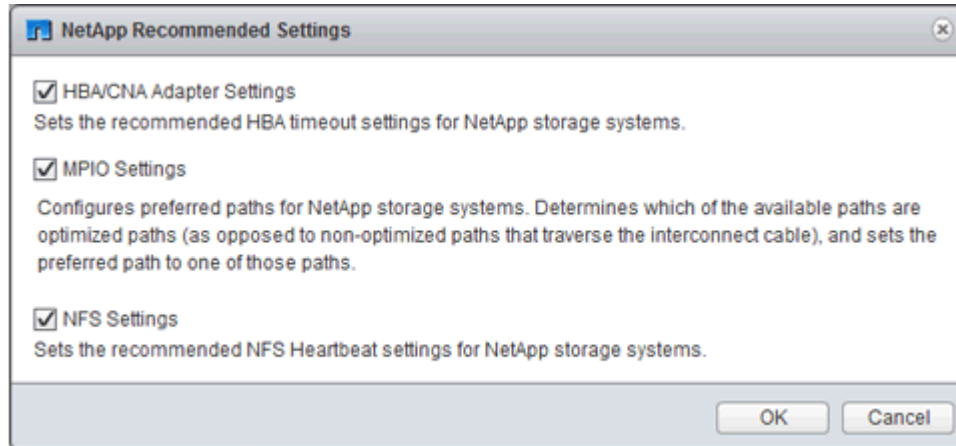 NetApp Recommended Settings
HBA/CNA Adapter Settings
Sets the recommended HBA timeout settings for NetApp storage systems.
MPIO Settings
Configures preferred paths for NetApp storage systems. Determines which of the available paths are
optimized paths (as opposed to non-optimized paths that traverse the interconnect cable), and sets the
preferred path to one of those paths.
NFS Settings
Sets the recommended NFS Heartbeat settings for NetApp storage systems.
OK Cancel